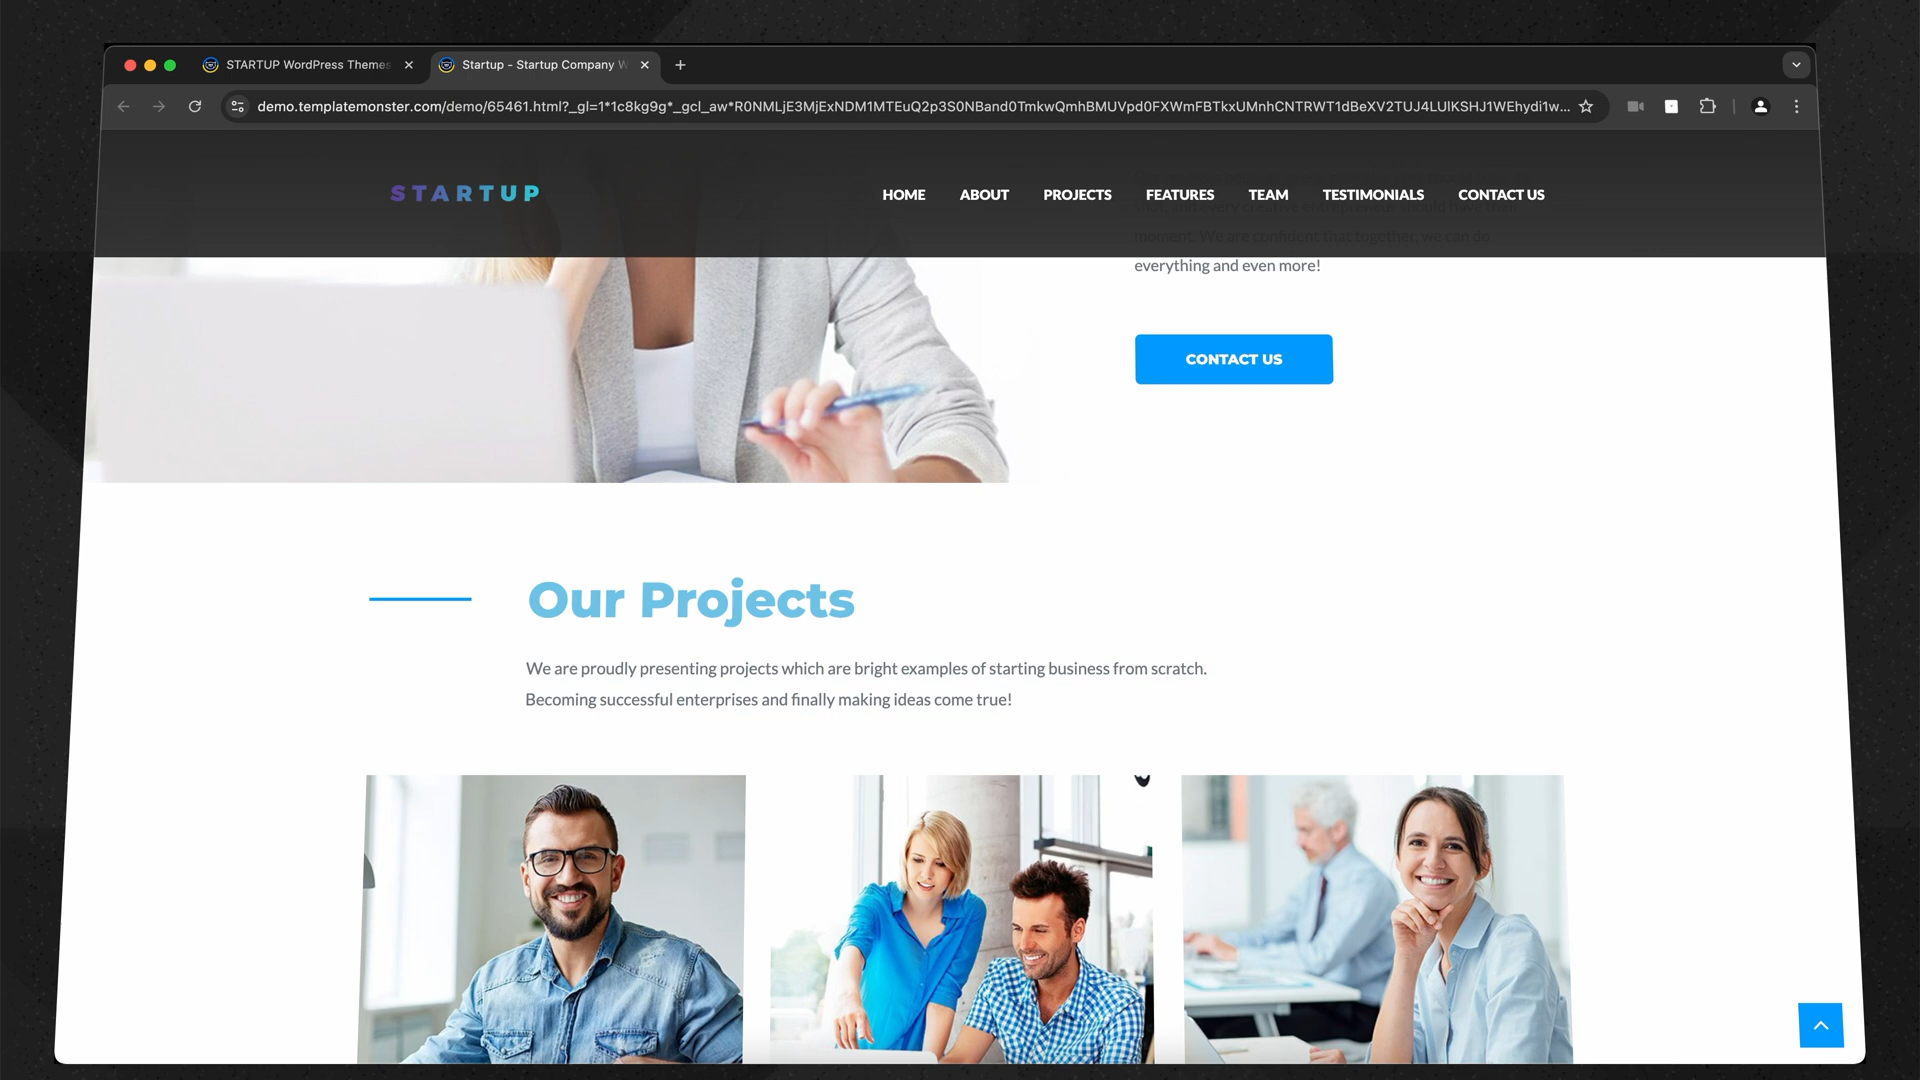 STARTUP WordPress Themes
Startup - Startup Company W
demo.templatemonster.com/demo/65461.html?_gl=1*1c8kg9g*_gcl_aw*R0NMLjE3MjExNDM1MTEuQ2p3S0NBand0TmkwQmhBMUVpd0FXWmFBTkxUMnhCNTRWT1dBeXV2TUJ4LUlKSHJ1WEhydi1w...
STARTUP
HOME ABOUT PROJECTS FEATURES TEAM TESTIMONIALS CONTACT US
moment. We are confident that together, we can do
everything and even more!
CONTACT US
Our Projects
We are proudly presenting projects which are bright examples of starting business from scratch.
Becoming successful enterprises and finally making ideas come true!